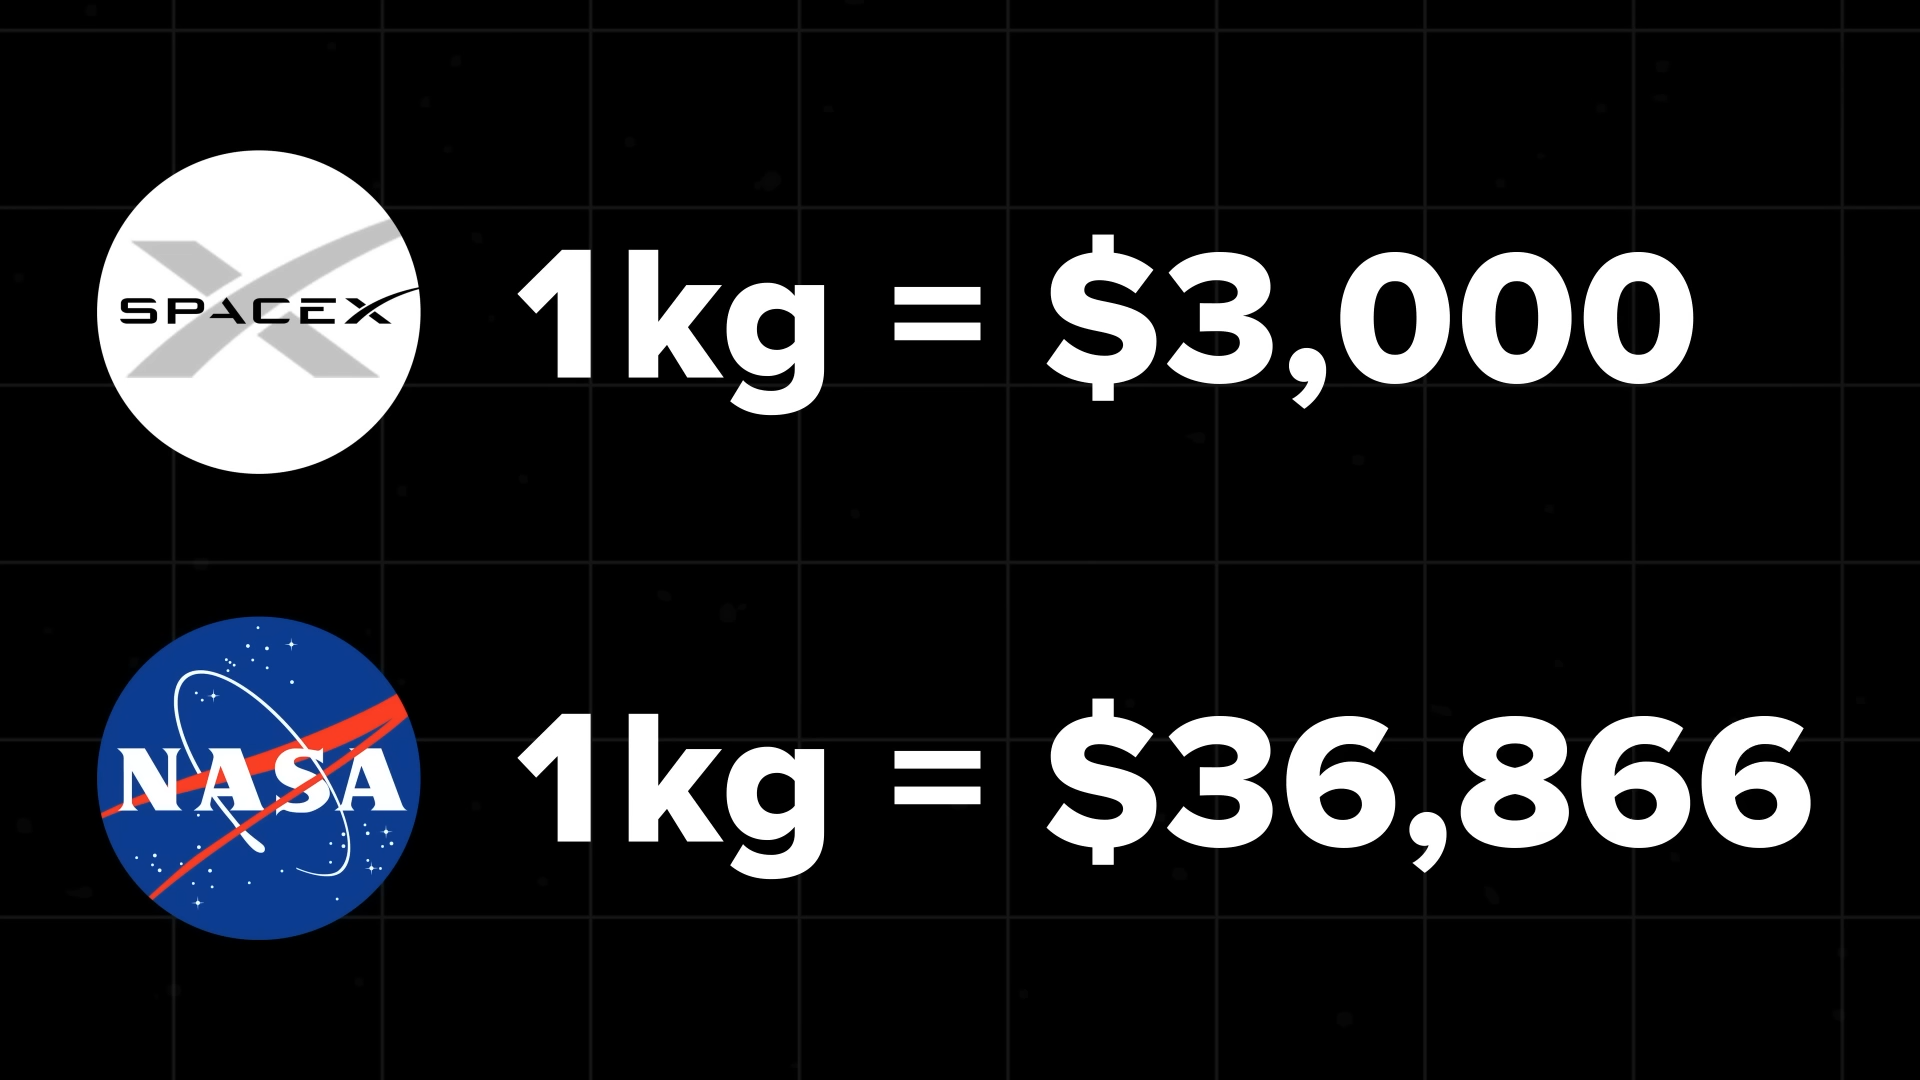 SPACEX
1kg = $3,000
NASA
1kg = $36,866